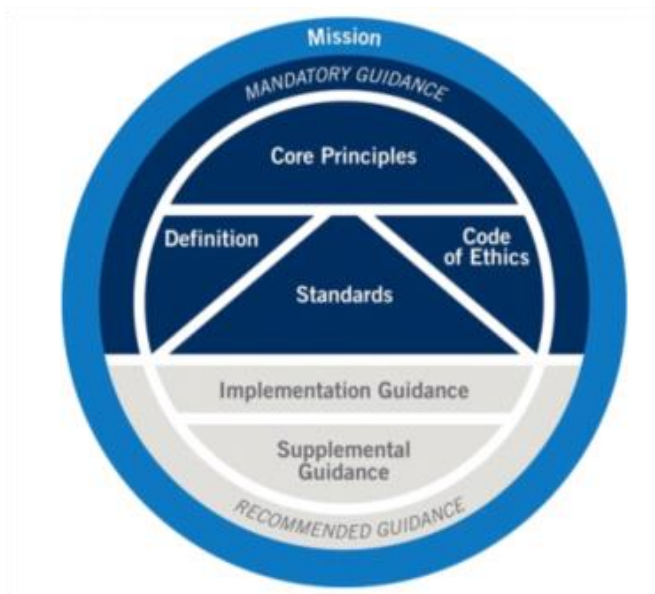 Mission
MANDATORY GUIDANCE
Core Principles
Definition
Code
of Ethics
Standards
Implementation Guidance
Supplemental
Guidance
RECOMMENDED GUIDANCE